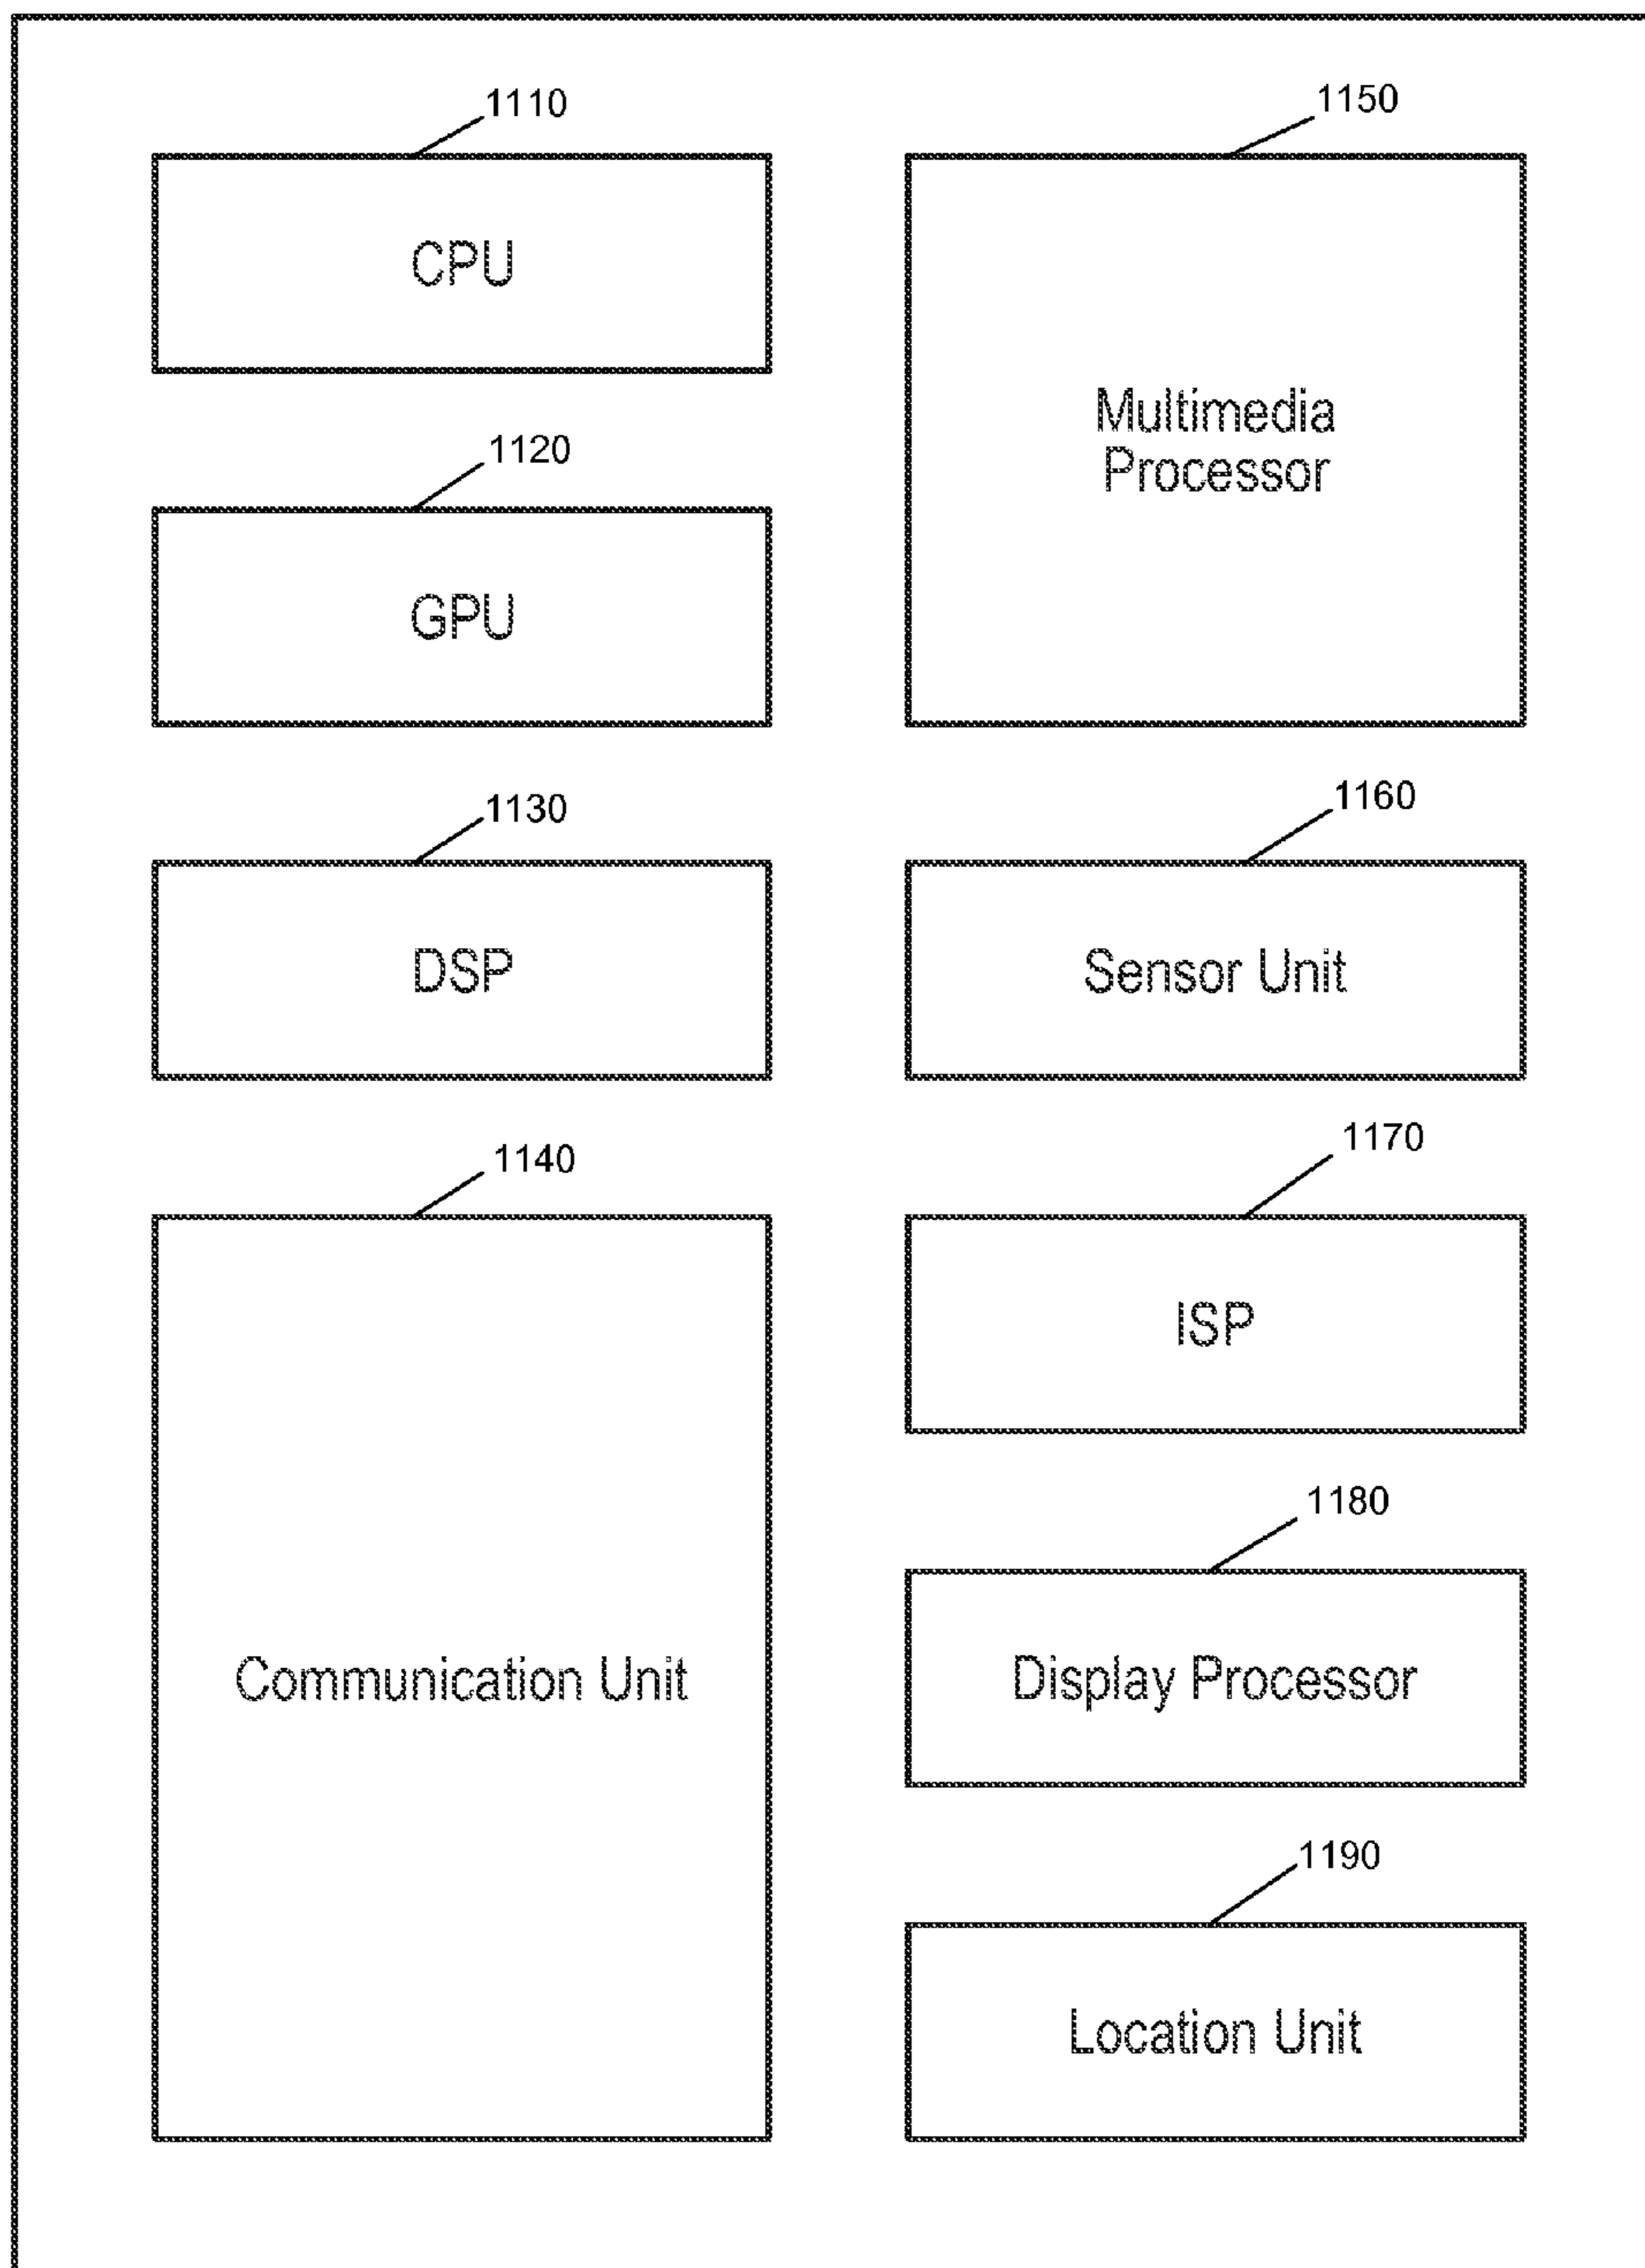 1110
CPU
1120
GPU
1130
DSP
1140
Communication Unit
1150
Multimedia
Processor
1160
Sensor Unit
1170
ISP
1180
Display Processor
1190
Location Unit